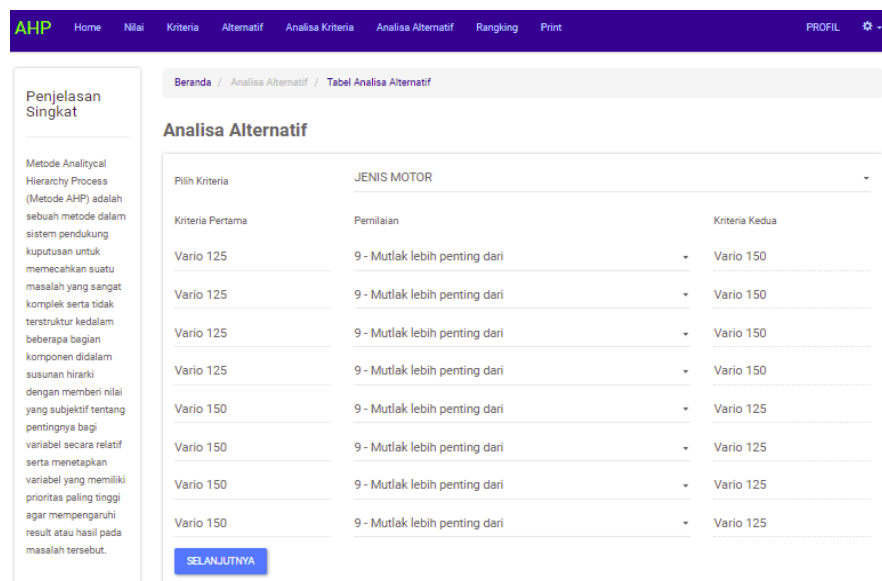 AHP Home Nilai Kriteria Alternatif Analisa Kriteria Analisa Alternatif Rangking Print PROFIL
Penjelasan
Singkat
Metode Analitycal
Hierarchy Process
(Metode AHP) adalah
sebuah metode dalam
sistem pendukung
kuputusan untuk
memecahkan suatu
masalah yang sangat
komplek serta tidak
terstruktur kedalam
beberapa bagian
komponen didalam
susunan hirarki
dengan memberi nilai
yang subjektif tentang
pentingnya bagi
variabel secara relatif
serta menetapkan
variabel yang memiliki
prioritas paling tinggi
agar mempengaruhi
result atau hasil pada
masalah tersebut.
Beranda / Analisa Alternatif / Tabel Analisa Alternatif
Analisa Alternatif
Pilih Kriteria JENIS MOTOR
Kriteria Pertama Pernilaian Kriteria Kedua
Vario 125 9 - Mutlak lebih penting dari Vario 150
Vario 125 9 - Mutlak lebih penting dari Vario 150
Vario 125 9 - Mutlak lebih penting dari Vario 150
Vario 125 9 - Mutlak lebih penting dari Vario 150
Vario 150 9 - Mutlak lebih penting dari Vario 125
Vario 150 9 - Mutlak lebih penting dari Vario 125
Vario 150 9 - Mutlak lebih penting dari Vario 125
Vario 150 9 - Mutlak lebih penting dari Vario 125
SELANJUTNYA